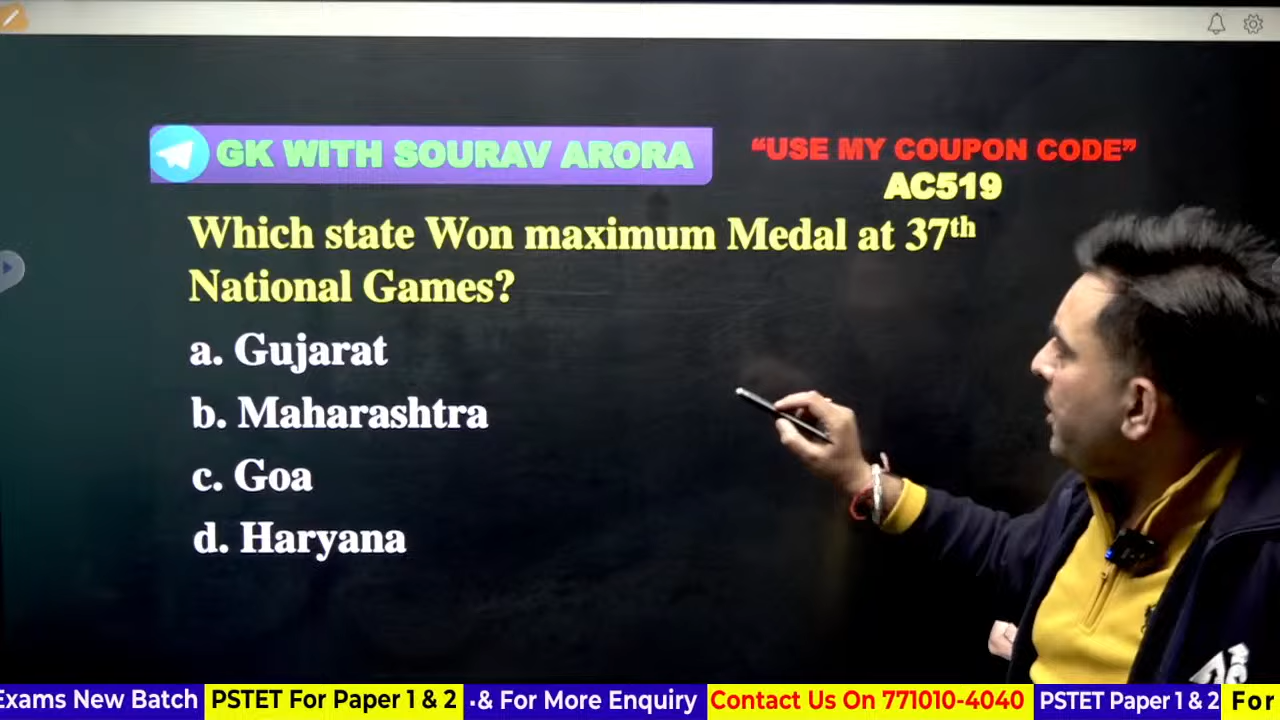 GK WITH SOURAV ARORA
“USE MY COUPON CODE”
AC519
Which state Won maximum Medal at 37th
National Games?
a. Gujarat
b. Maharashtra
c. Goa
d. Haryana
Exams New Batch PSTET For Paper 1 & 2 & For More Enquiry Contact Us On 771010-4040 PSTET Paper 1 & 2 For